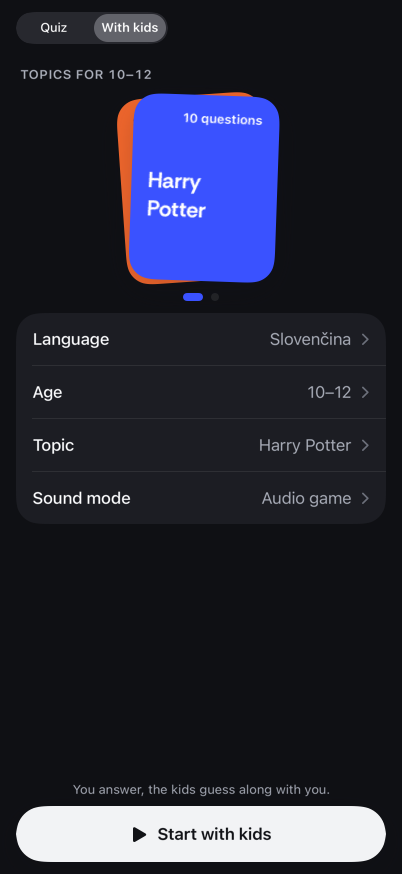 Quiz
With kids
TOPICS FOR 10–12
10 questions
Harry
Potter
Language
Slovenčina
Age
10–12
Topic
Harry Potter
Sound mode
Audio game
You answer, the kids guess along with you.
Start with kids